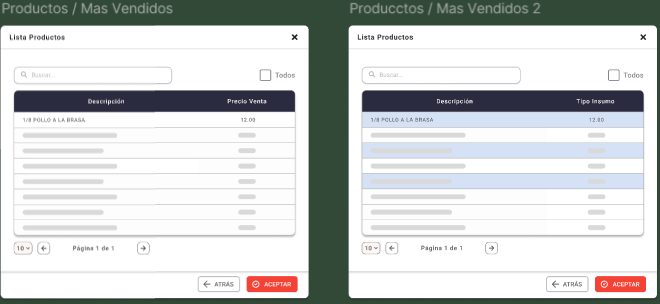 Productos / Mas Vendidos
Lista Productos
Buscar...
Todos
Descripción Precio Venta
1/8 POLLO A LA BRASA 12.00
10 Página 1 de 1
ATRÁS ACEPTAR
Producctos / Mas Vendidos 2
Lista Productos
Buscar...
Todos
Descripción Tipo Insumo
1/8 POLLO A LA BRASA 12.00
10 Página 1 de 1
ATRÁS ACEPTAR